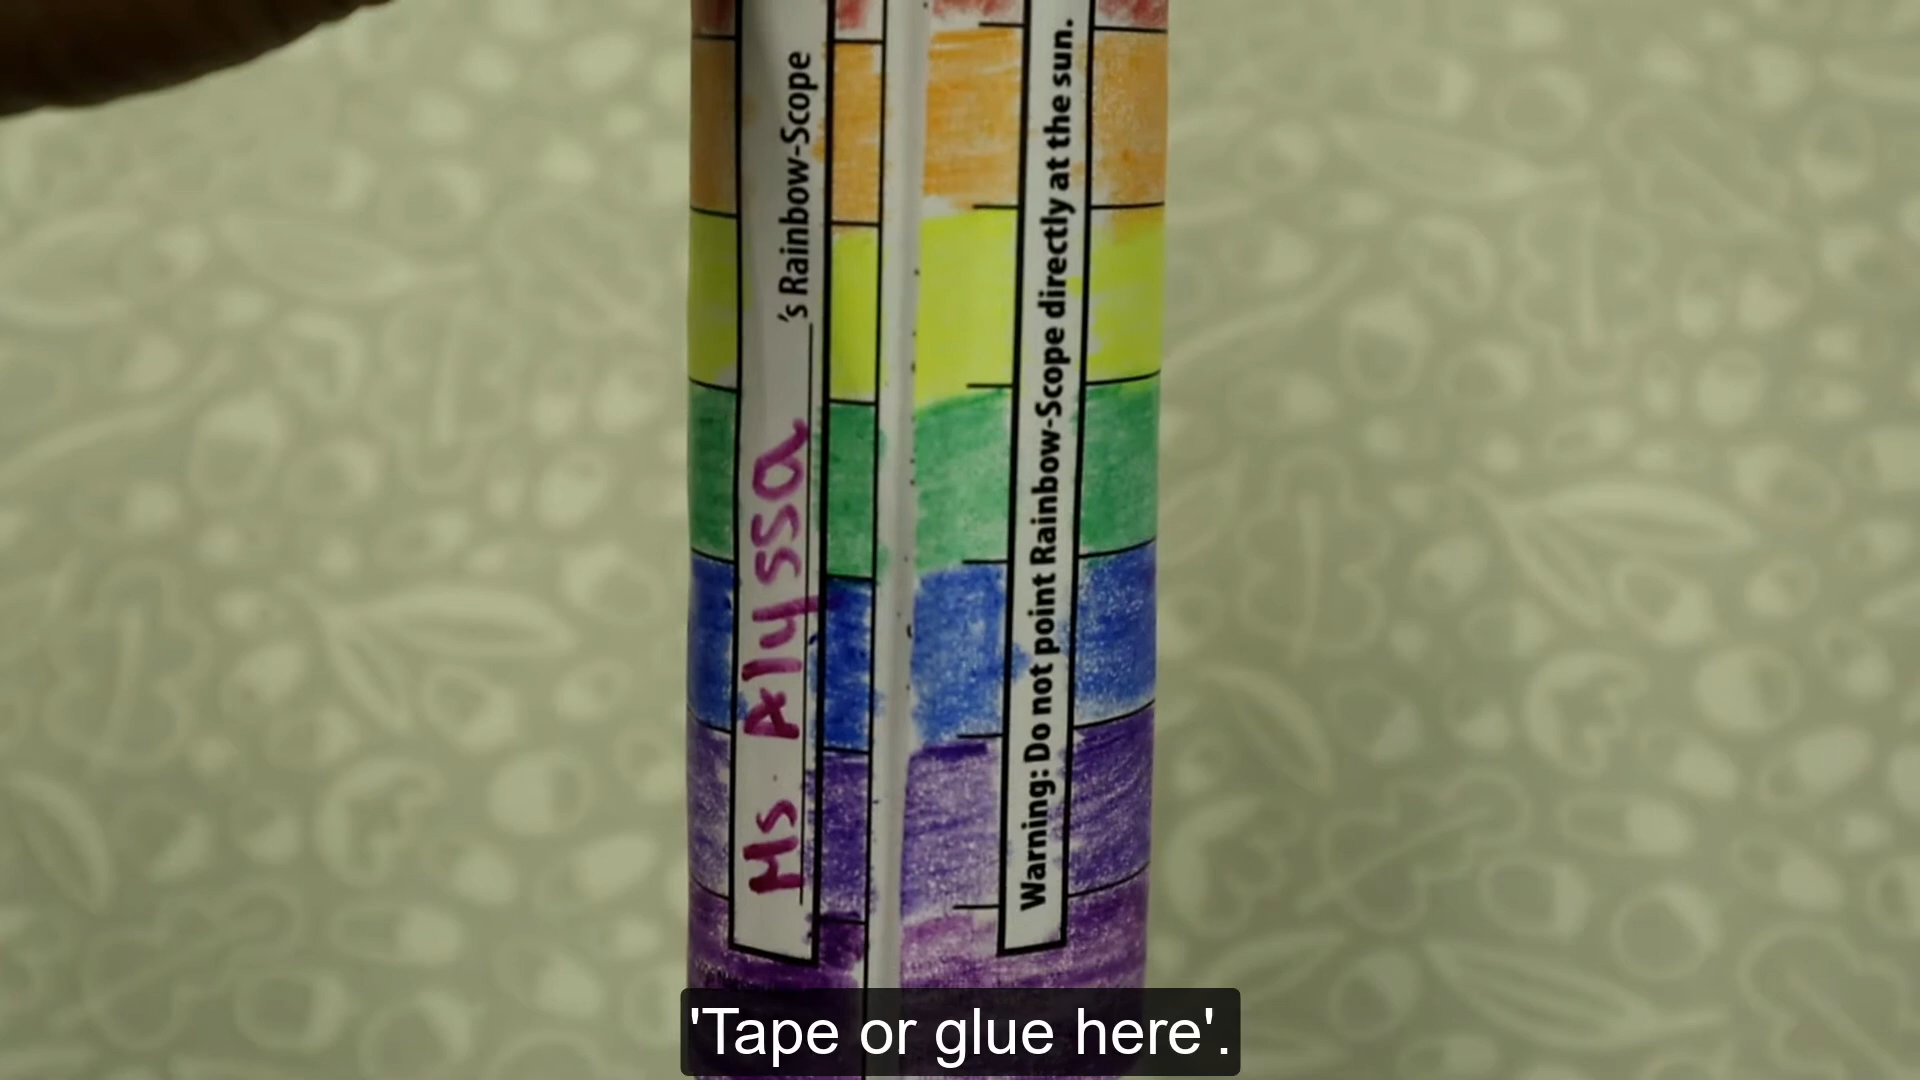 Ms Alyssa 's Rainbow-Scope
Warning: Do not point Rainbow-Scope directly at the sun.
'Tape or glue here'.